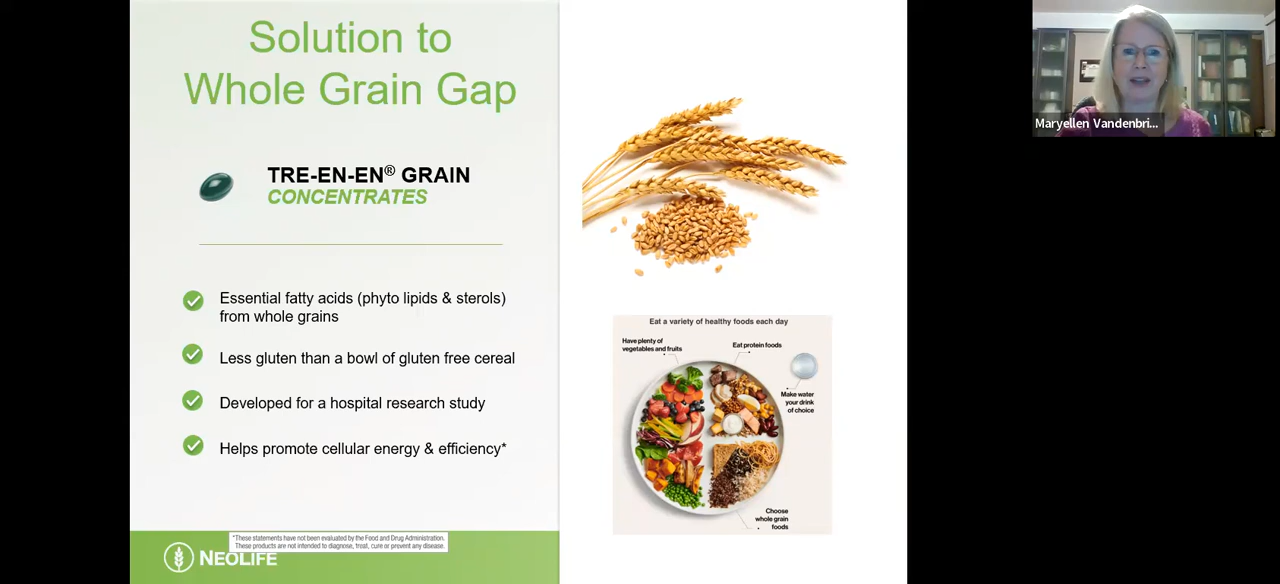 Solution to
Whole Grain Gap
TRE-EN-EN® GRAIN
CONCENTRATES
Essential fatty acids (phyto lipids & sterols)
from whole grains
Less gluten than a bowl of gluten free cereal
Developed for a hospital research study
Helps promote cellular energy & efficiency*
*These statements have not been evaluated by the Food and Drug Administration.
These products are not intended to diagnose, treat, cure or prevent any disease.
NEOLIFE
Eat a variety of healthy foods each day
Have plenty of
vegetables and fruits
Eat protein foods
Make water
your drink
of choice
Choose
whole grain
foods
Maryellen Vandenbri...